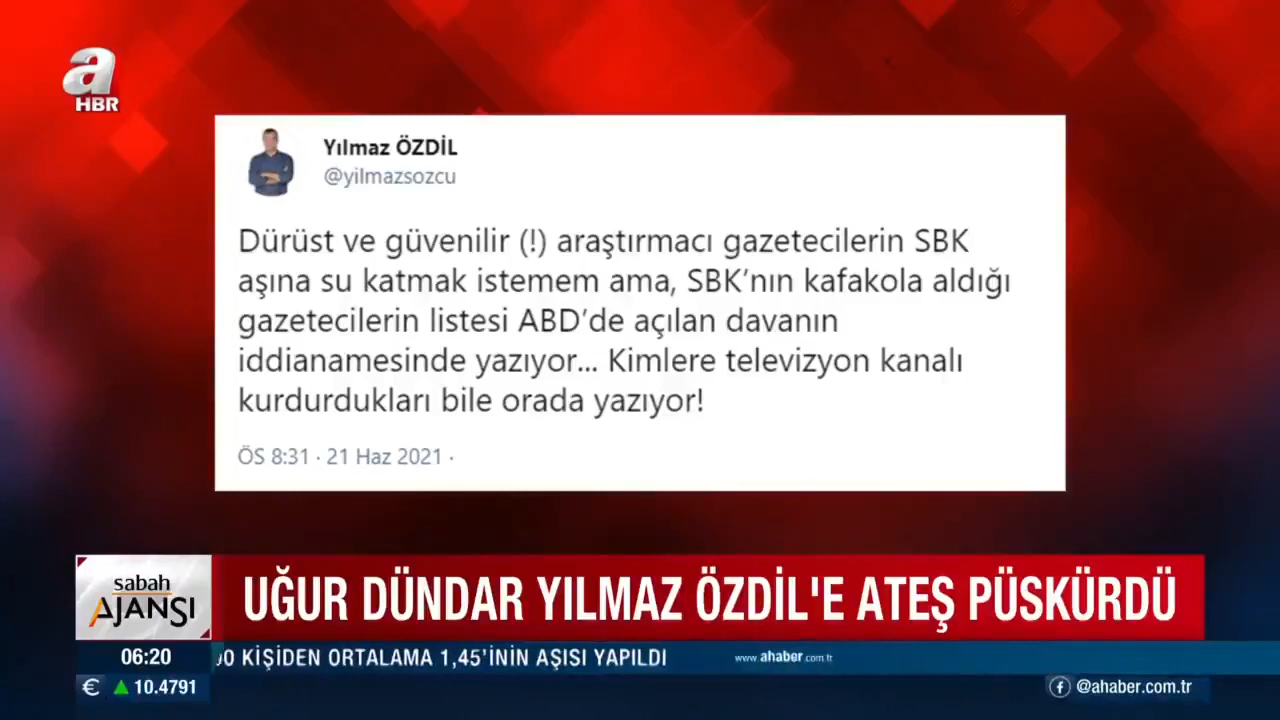 a
HBR
Yılmaz ÖZDİL
@yilmazsozcu
Dürüst ve güvenilir (!) araştırmacı gazetecilerin SBK
aşına su katmak istemem ama, SBK’nın kafakola aldığı
gazetecilerin listesi ABD’de açılan davanın
iddianamesinde yazıyor... Kimlere televizyon kanalı
kurdurdukları bile orada yazıyor!
ÖS 8:31 · 21 Haz 2021 ·
sabah
AJANSI
UĞUR DÜNDAR YILMAZ ÖZDİL'E ATEŞ PÜSKÜRDÜ
06:20
KİŞİDEN ORTALAMA 1,45’İNİN AŞISI YAPILDI
www.ahaber.com.tr
€ ▲ 10.4791
@ahaber.com.tr